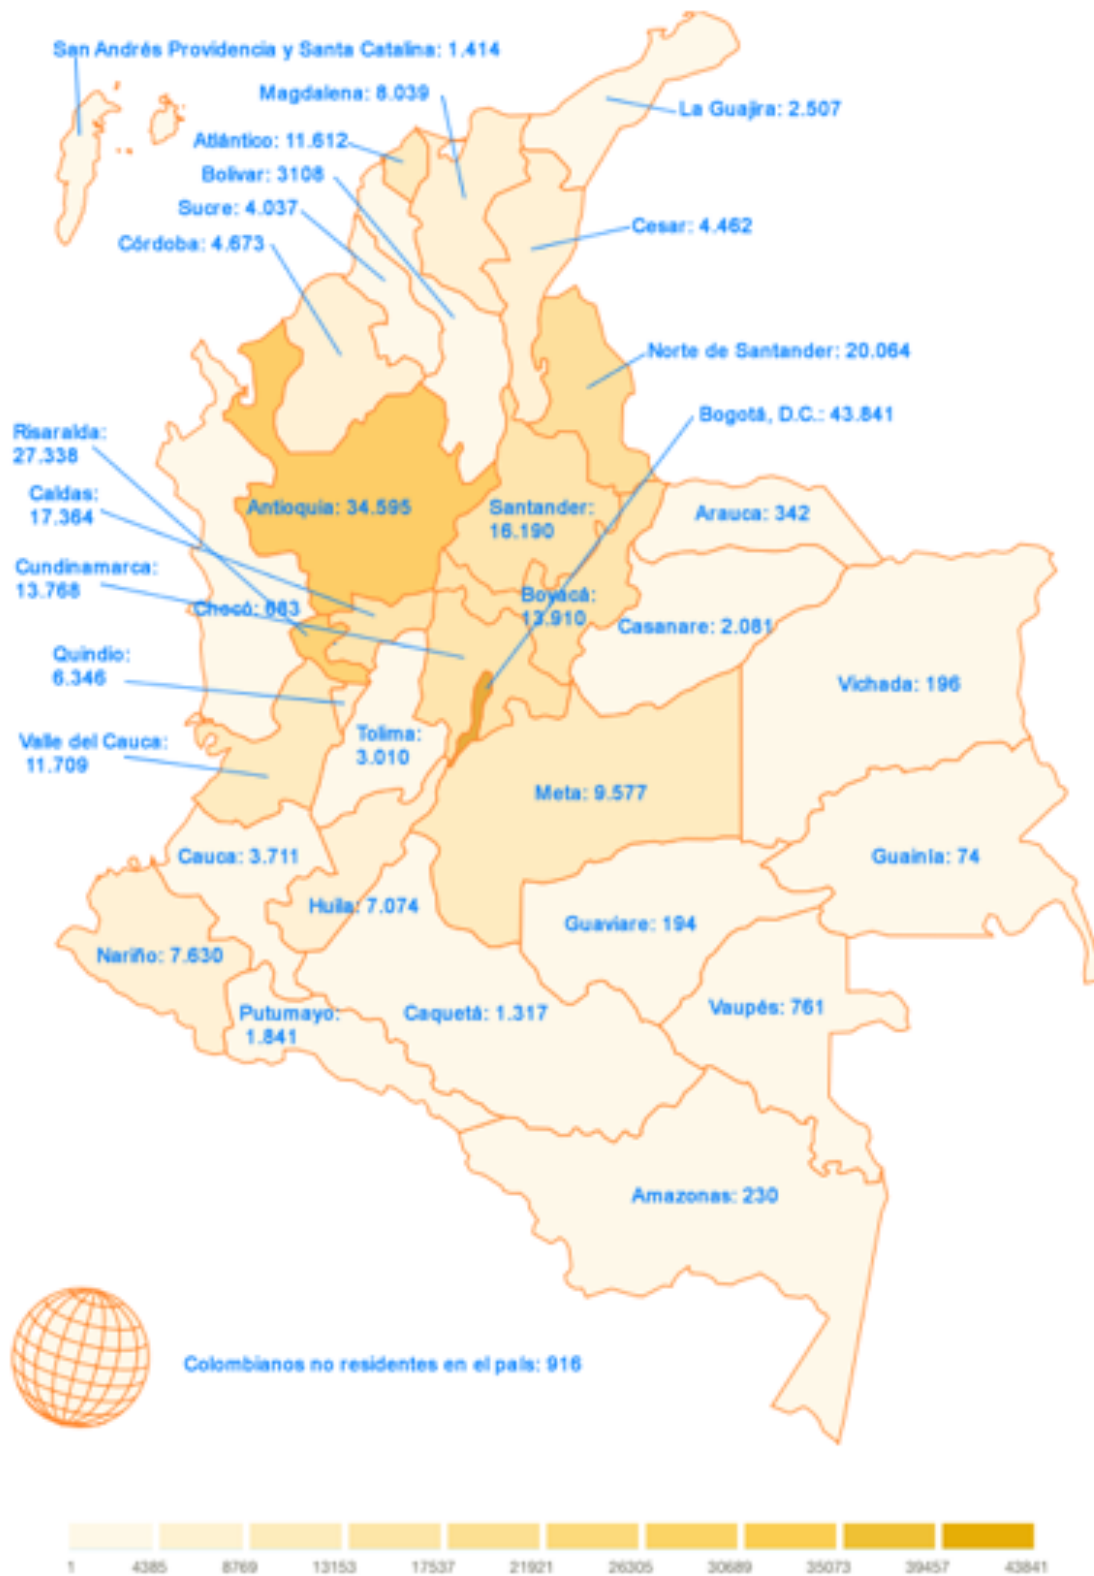 San Andrés Providencia y Santa Catalina: 1.414
Magdalena: 8.039
La Guajira: 2.507
Atlántico: 11.612
Bolivar: 3108
Sucre: 4.037
Cesar: 4.462
Córdoba: 4.673
Norte de Santander: 20.064
Bogotá, D.C.: 43.841
Risaralda:
27.338
Caldas:
17.364
Antioquia: 34.595
Santander:
16.190
Arauca: 342
Cundinamarca:
13.768
Chocó: 683
Boyacá:
13.910
Casanare: 2.081
Quindio:
6.346
Vichada: 196
Valle del Cauca:
11.709
Tolima:
3.010
Meta: 9.577
Cauca: 3.711
Guainía: 74
Huila: 7.074
Guaviare: 194
Nariño: 7.630
Putumayo:
1.841
Caquetá: 1.317
Vaupés: 761
Amazonas: 230
Colombianos no residentes en el país: 916
1 4385 8769 13153 17537 21921 26305 30689 35073 39457 43841